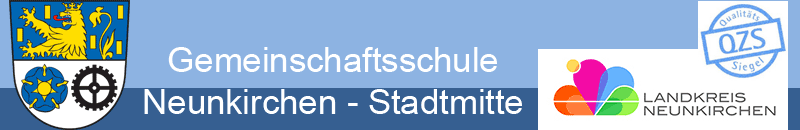 Gemeinschaftsschule
Neunkirchen - Stadtmitte
LANDKREIS
NEUNKIRCHEN
Qualitäts
QZS
Siegel